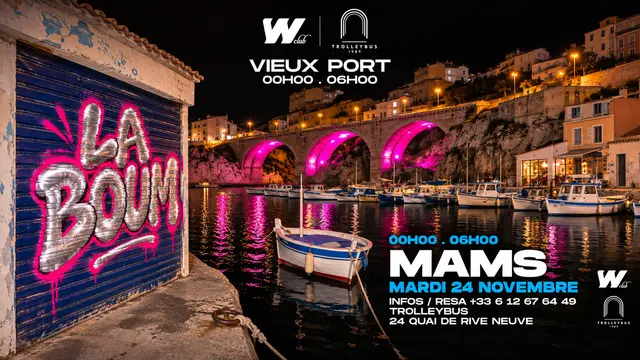 W club
TROLLEYBUS
1989
VIEUX PORT
00H00 . 06H00
LA
BOUM
00H00 . 06H00
MAMS
MARDI 24 NOVEMBRE
INFOS / RESA +33 6 12 67 64 49
TROLLEYBUS
24 QUAI DE RIVE NEUVE
W club
TROLLEYBUS